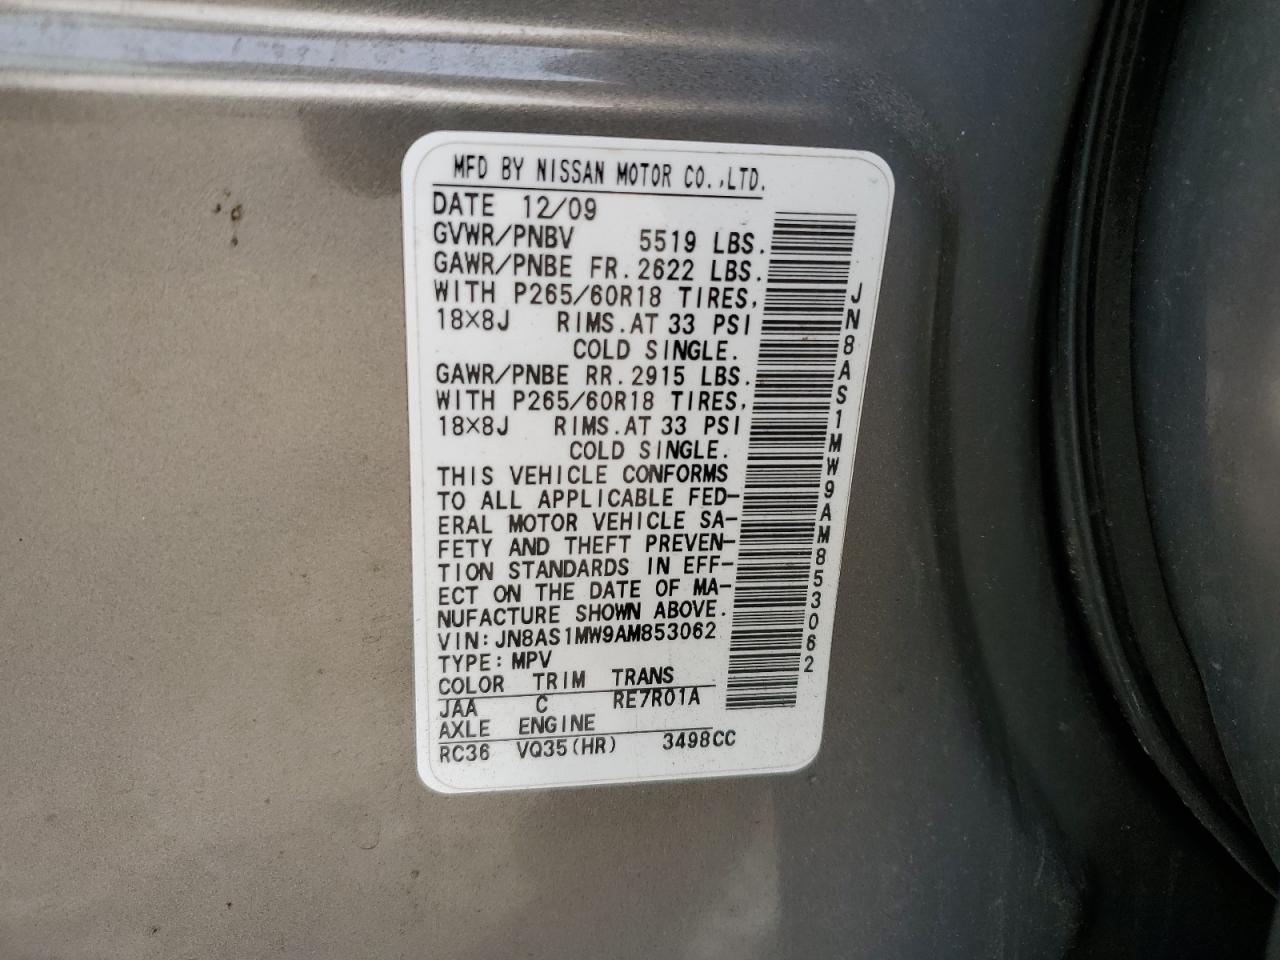 MFD BY NISSAN MOTOR CO.,LTD.
DATE 12/09
GVWR/PNBV 5519 LBS.
GAWR/PNBE FR.2622 LBS.
WITH P265/60R18 TIRES,
18×8J RIMS.AT 33 PSI
COLD SINGLE.
GAWR/PNBE RR.2915 LBS.
WITH P265/60R18 TIRES,
18×8J RIMS.AT 33 PSI
COLD SINGLE.
THIS VEHICLE CONFORMS
TO ALL APPLICABLE FED-
ERAL MOTOR VEHICLE SA-
FETY AND THEFT PREVEN-
TION STANDARDS IN EFF-
ECT ON THE DATE OF MA-
NUFACTURE SHOWN ABOVE.
VIN:JN8AS1MW9AM853062
TYPE:MPV
COLOR TRIM TRANS
JAA C RE7R01A
AXLE ENGINE
RC36 VQ35(HR) 3498CC
JN8AS1MW9AM853062